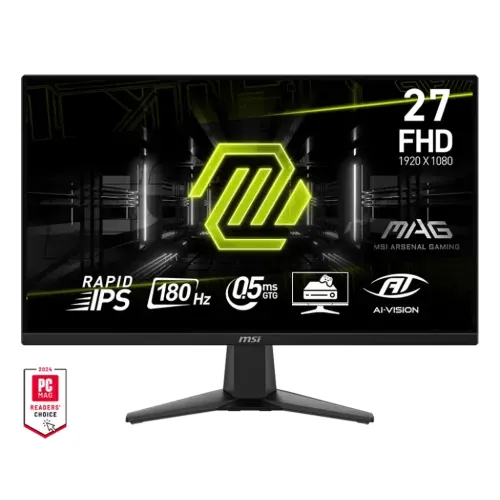 27
FHD
1920 X 1080
MAG
MSI ARSENAL GAMING
RAPID
IPS
180 Hz
0.5ms
GTG
AI
AI-VISION
msi
2024
PC
MAG
READERS'
CHOICE